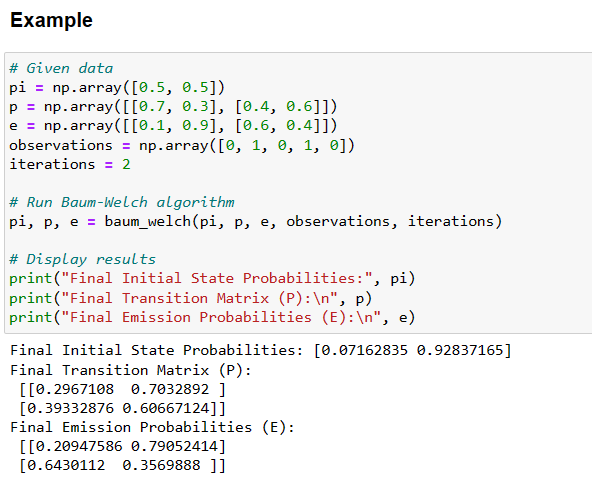 Example
# Given data
pi = np.array([0.5, 0.5])
p = np.array([[0.7, 0.3], [0.4, 0.6]])
e = np.array([[0.1, 0.9], [0.6, 0.4]])
observations = np.array([0, 1, 0, 1, 0])
iterations = 2
# Run Baum-Welch algorithm
pi, p, e = baum_welch(pi, p, e, observations, iterations)
# Display results
print("Final Initial State Probabilities:", pi)
print("Final Transition Matrix (P):\n", p)
print("Final Emission Probabilities (E):\n", e)
Final Initial State Probabilities: [0.07162835 0.92837165]
Final Transition Matrix (P):
[[0.2967108  0.7032892 ]
[0.39332876 0.60667124]]
Final Emission Probabilities (E):
[[0.20947586 0.79052414]
[0.6430112  0.3569888 ]]